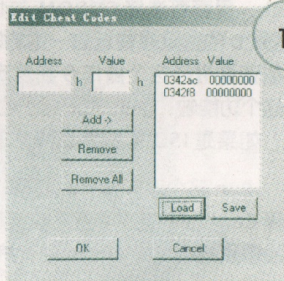 Edit Cheat Codes
Address Value Address Value
h h
0342ac 00000000
0342f8 00000000
Add ->
Remove
Remove All
Load Save
OK Cancel